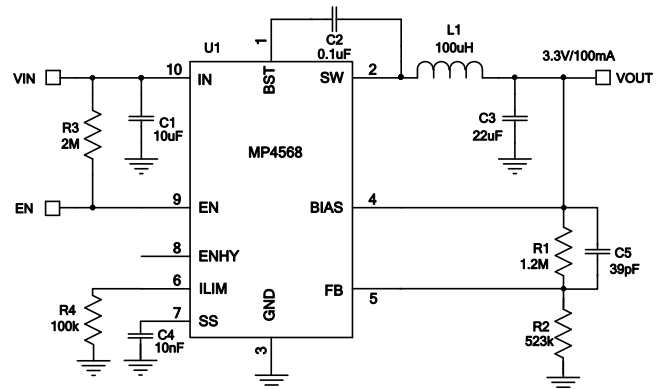 U1
1
C2
0.1uF
L1
100uH
3.3V/100mA
VIN
10
IN
BST
SW
2
VOUT
R3
2M
C1
10uF
C3
22uF
MP4568
EN
9
EN
BIAS
4
8
ENHY
R1
1.2M
C5
39pF
6
ILIM
FB
5
R4
100k
7
SS
GND
C4
10nF
R2
523k
3